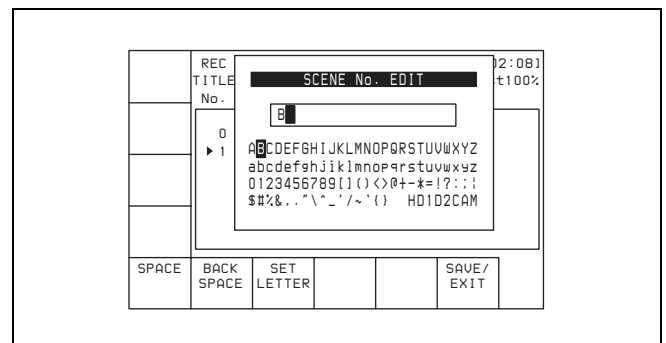 REC
TITLE
No.
0
▶ 1
2:08]
t100%
SCENE No. EDIT
B
ABCDEFGHIJKLMNOPQRSTUVWXYZ
abcdefghjiklmnopqrstuvwxyz
0123456789[]()<>@+-*=!?:;¦
$#%&,."\^_'/~`{} HD1D2CAM
SPACE
BACK SPACE
SET LETTER
SAVE/ EXIT